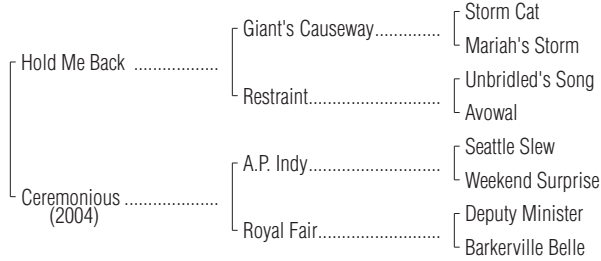 Storm Cat
Giant's Causeway..............
Mariah's Storm
Hold Me Back ..................
Unbridled's Song
Restraint............................
Avowal
Seattle Slew
A.P. Indy............................
Weekend Surprise
Ceremonious ....................
(2004)
Deputy Minister
Royal Fair..........................
Barkerville Belle